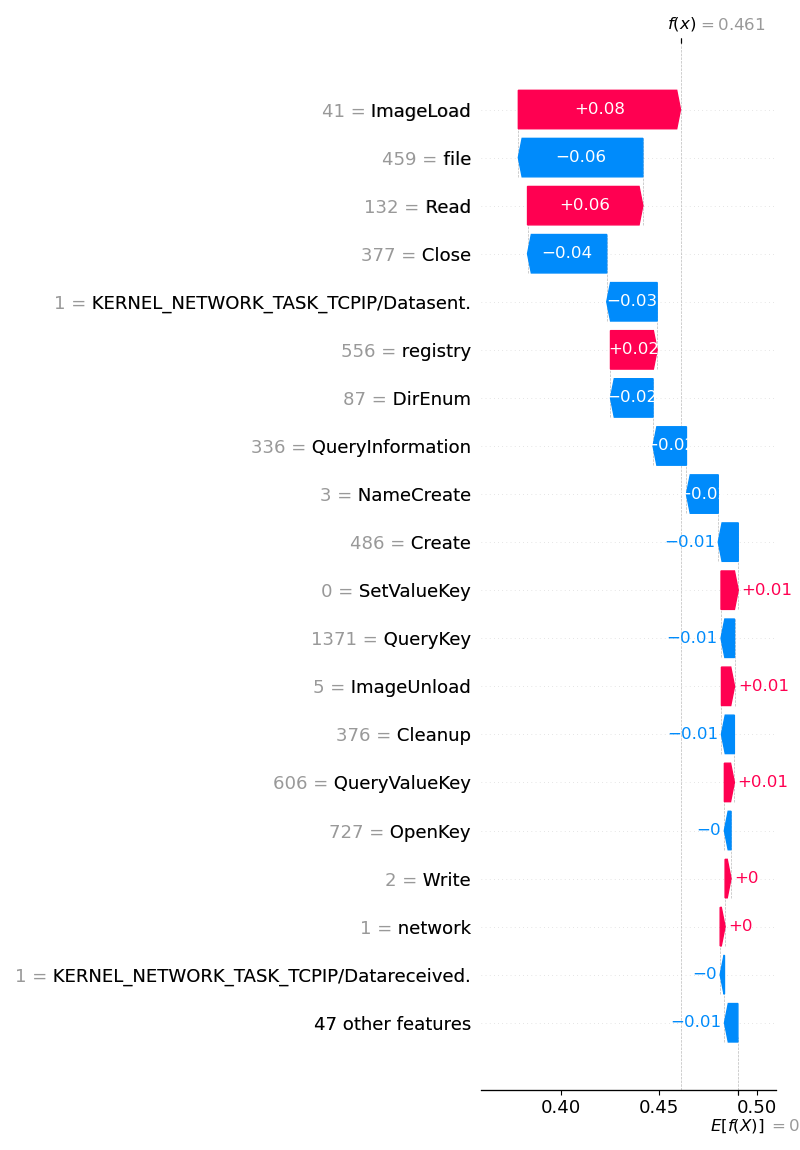 f(x) = 0.461
41 = ImageLoad +0.08
459 = file −0.06
132 = Read +0.06
377 = Close −0.04
1 = KERNEL_NETWORK_TASK_TCPIP/Datasent. −0.03
556 = registry +0.02
87 = DirEnum −0.02
336 = QueryInformation
3 = NameCreate
486 = Create −0.01
0 = SetValueKey +0.01
1371 = QueryKey −0.01
5 = ImageUnload +0.01
376 = Cleanup −0.01
606 = QueryValueKey +0.01
727 = OpenKey −0
2 = Write +0
1 = network +0
1 = KERNEL_NETWORK_TASK_TCPIP/Datareceived. −0
47 other features −0.01
0.40 0.45 0.50
E[f(X)] = 0